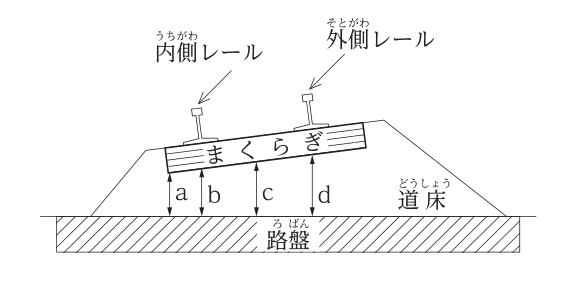 そとがわ
外側レール
うちがわ
内側レール
まくらぎ
a b c d
どうしょう
道床
ろばん
路盤